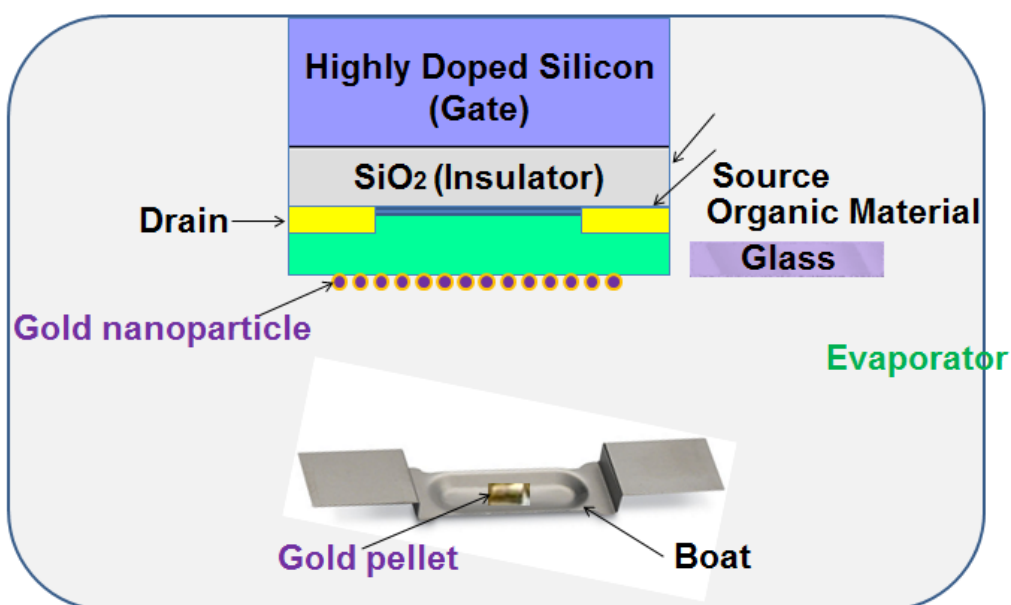 Highly Doped Silicon
(Gate)
SiO₂ (Insulator)
Drain
Source
Organic Material
Glass
Gold nanoparticle
Evaporator
Gold pellet
Boat